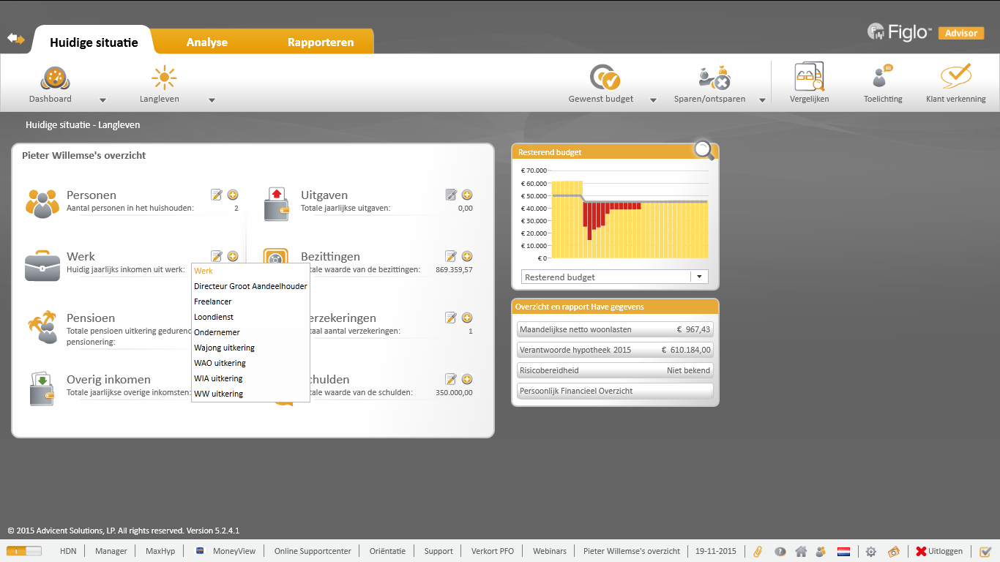 Huidige situatie
Analyse
Rapporteren
Figlo™ Advisor
Dashboard
Langleven
Gewenst budget
Sparen/ontsparen
Vergelijken
Toelichting
Klant verkenning
Huidige situatie - Langleven
Pieter Willemse's overzicht
Personen
Aantal personen in het huishouden: 2
Uitgaven
Totale jaarlijkse uitgaven: 0,00
Werk
Huidig jaarlijks inkomen uit werk:
Bezittingen
tale waarde van de bezittingen: 869.359,57
Pensioen
Totale pensioen uitkering gedurend
pensionering:
erzekeringen
taal aantal verzekeringen: 1
Overig inkomen
Totale jaarlijkse overige inkomsten:
chulden
tale waarde van de schulden: 350.000,00
Werk
Directeur Groot Aandeelhouder
Freelancer
Loondienst
Ondernemer
Wajong uitkering
WAO uitkering
WIA uitkering
WW uitkering
Resterend budget
€ 70.000
€ 60.000
€ 50.000
€ 40.000
€ 30.000
€ 20.000
€ 10.000
€ 0
Resterend budget
Overzicht en rapport Have gegevens
Maandelijkse netto woonlasten € 967,43
Verantwoorde hypotheek 2015 € 610.184,00
Risicobereidheid Niet bekend
Persoonlijk Financieel Overzicht
© 2015 Advicent Solutions, LP. All rights reserved. Version 5.2.4.1
HDN
Manager
MaxHyp
MoneyView
Online Supportcenter
Oriëntatie
Support
Verkort PFO
Webinars
Pieter Willemse's overzicht
19-11-2015
Uitloggen